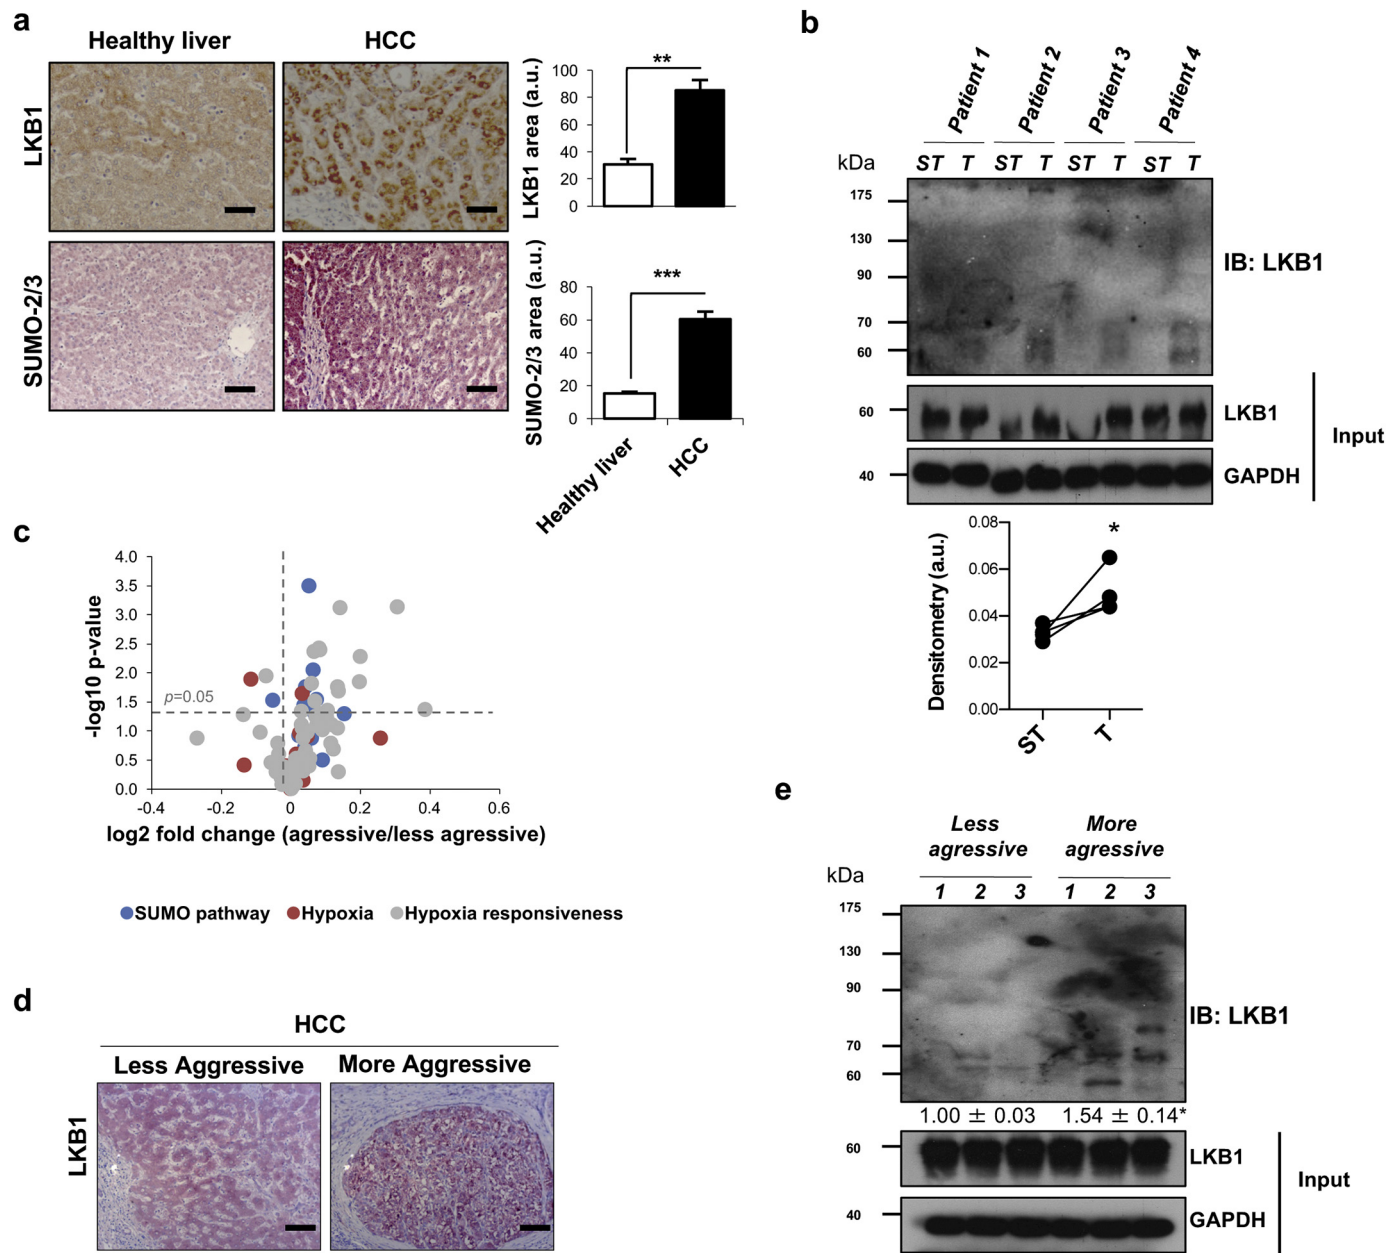 a
Healthy liver
HCC
LKB1
SUMO-2/3
LKB1 area (a.u.)
100
80
60
40
20
0
**
SUMO-2/3 area (a.u.)
80
60
40
20
0
***
Healthy liver
HCC
b
Patient 1
Patient 2
Patient 3
Patient 4
kDa
ST T ST T ST T ST T
175
130
90
70
60
IB: LKB1
60
LKB1
40
GAPDH
Input
Densitometry (a.u.)
0.08
0.06
0.04
0.02
0.00
*
ST
T
c
-log10 p-value
4.0
3.5
3.0
2.5
2.0
1.5
1.0
0.5
0.0
p=0.05
-0.4 -0.2 0 0.2 0.4 0.6
log2 fold change (agressive/less agressive)
SUMO pathway Hypoxia Hypoxia responsiveness
d
HCC
Less Aggressive More Aggressive
LKB1
e
Less agressive
More agressive
kDa
1 2 3 1 2 3
175
130
90
70
60
IB: LKB1
1.00 ± 0.03 1.54 ± 0.14*
60
LKB1
40
GAPDH
Input